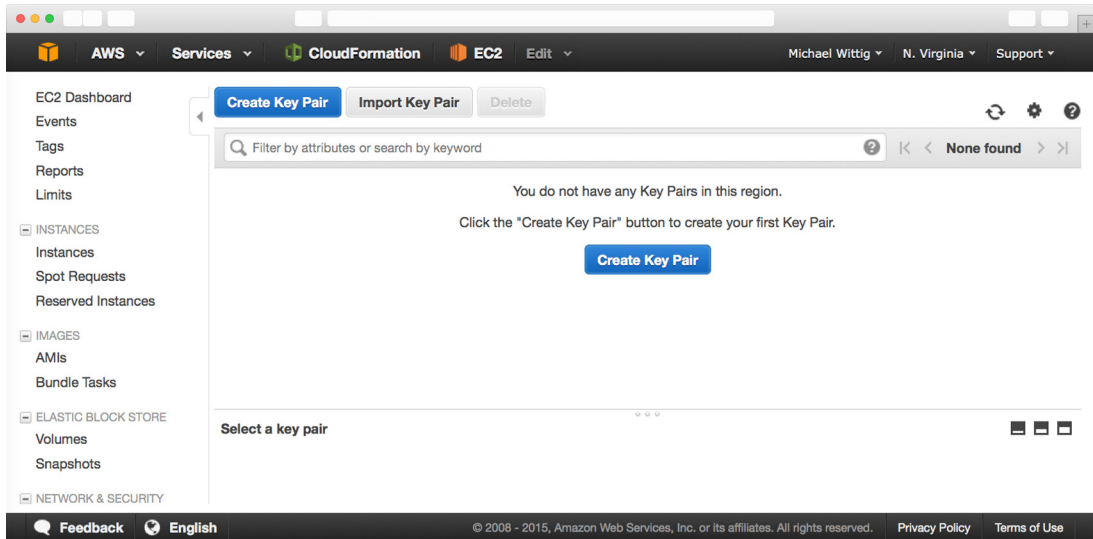 AWS Services CloudFormation EC2 Edit Michael Wittig N. Virginia Support
EC2 Dashboard
Events
Tags
Reports
Limits
INSTANCES
Instances
Spot Requests
Reserved Instances
IMAGES
AMIs
Bundle Tasks
ELASTIC BLOCK STORE
Volumes
Snapshots
NETWORK & SECURITY
Create Key Pair Import Key Pair Delete
Filter by attributes or search by keyword None found
You do not have any Key Pairs in this region.
Click the "Create Key Pair" button to create your first Key Pair.
Create Key Pair
Select a key pair
Feedback English © 2008 - 2015, Amazon Web Services, Inc. or its affiliates. All rights reserved. Privacy Policy Terms of Use